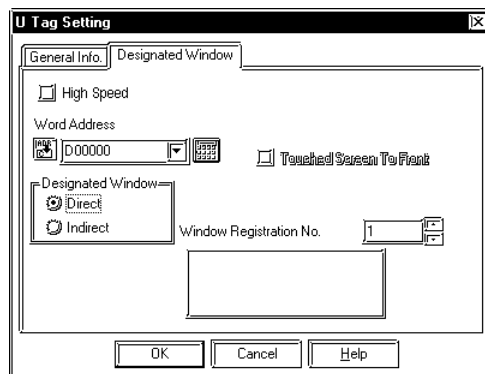 U Tag Setting
General Info. Designated Window
High Speed
Word Address
D00000
Touched Screen To Front
Designated Window
Direct
Indirect
Window Registration No. 1
OK Cancel Help